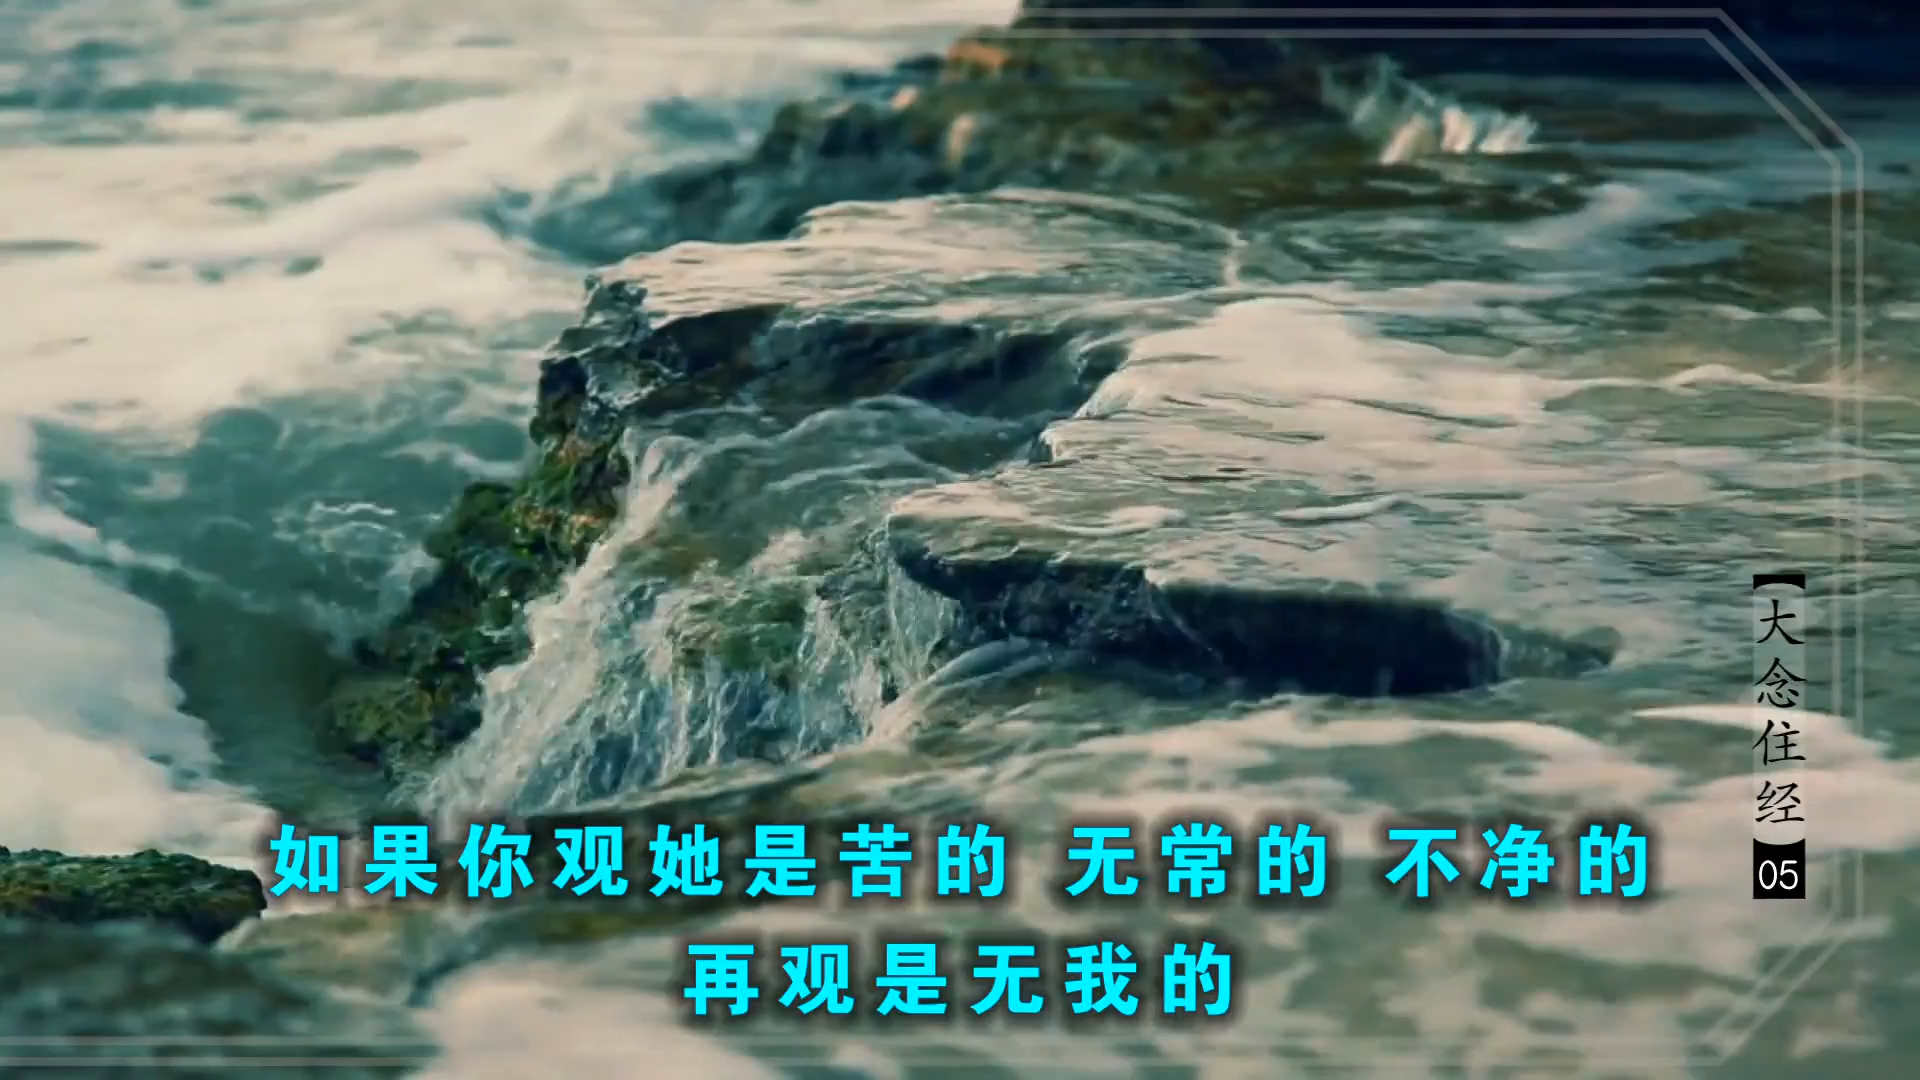 如果你观她是苦的 无常的 不净的
再观是无我的
【大念住经】
05